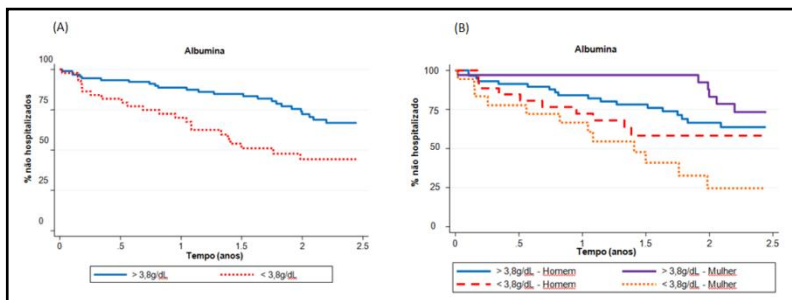 (A)
Albumina
% não hospitalizados
100
75
50
25
0
0
.5
1
1.5
2
2.5
Tempo (anos)
> 3,8g/dL
< 3,8g/dL
(B)
Albumina
% não hospitalizado
100
75
50
25
0
0
.5
1
1.5
2
2.5
Tempo (anos)
> 3,8g/dL - Homem
> 3,8g/dL - Mulher
< 3,8g/dL - Homem
< 3,8g/dL - Mulher